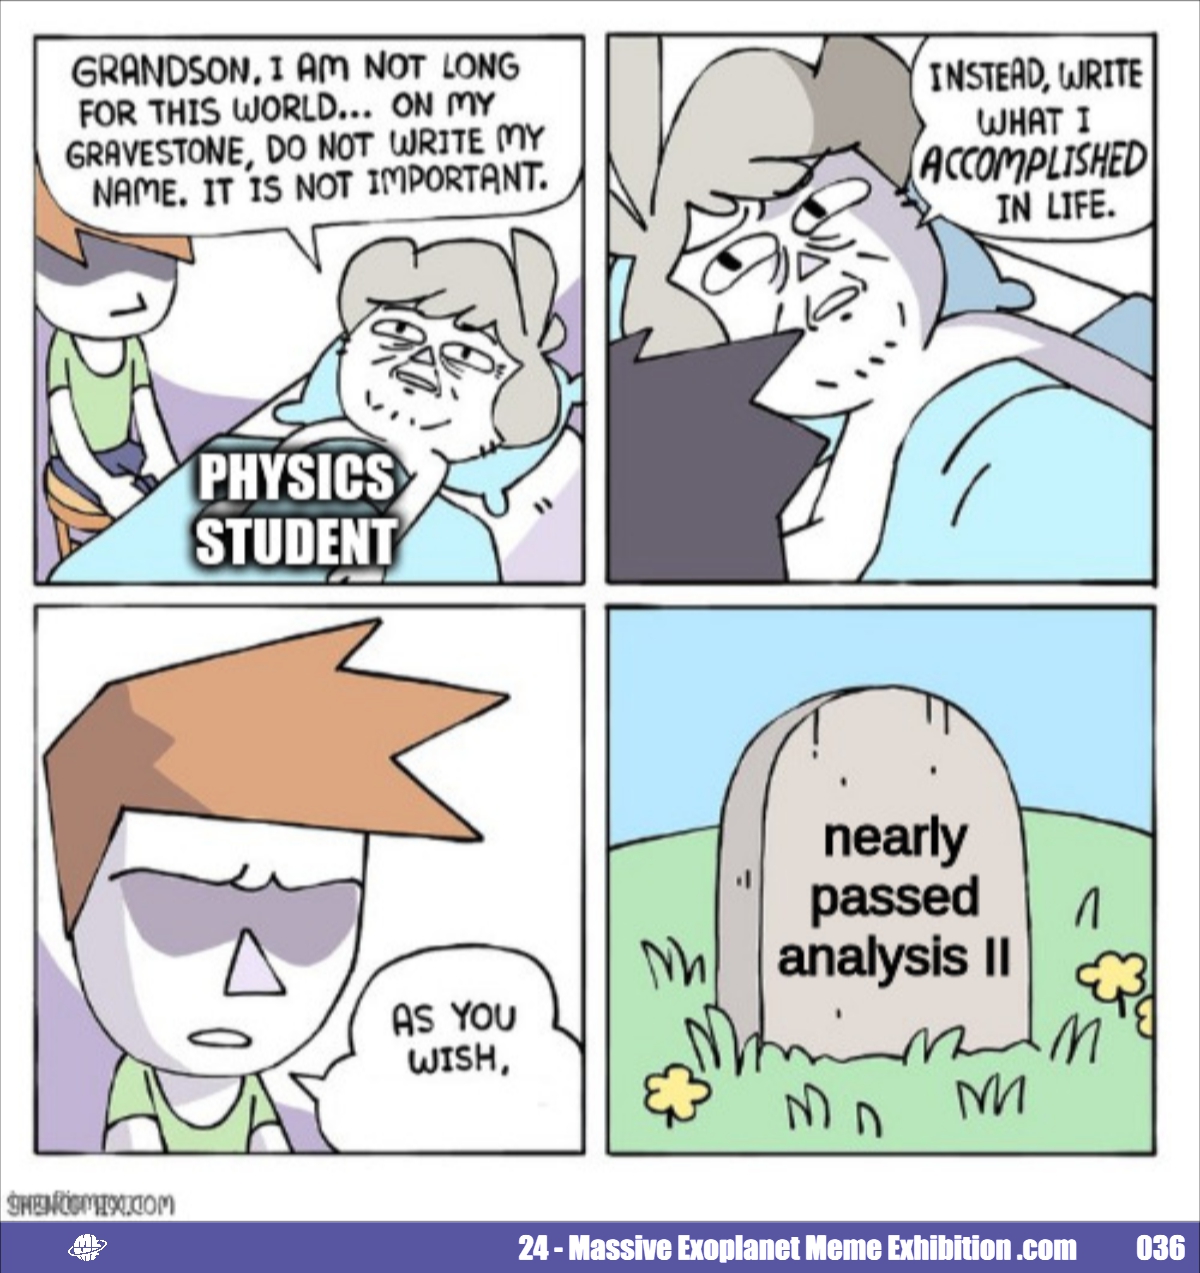 GRANDSON, I AM NOT LONG
FOR THIS WORLD... ON MY
GRAVESTONE, DO NOT WRITE MY
NAME. IT IS NOT IMPORTANT.
PHYSICS
STUDENT
INSTEAD, WRITE
WHAT I
ACCOMPLISHED
IN LIFE.
AS YOU
WISH,
nearly
passed
analysis II
24 - Massive Exoplanet Meme Exhibition .com
036